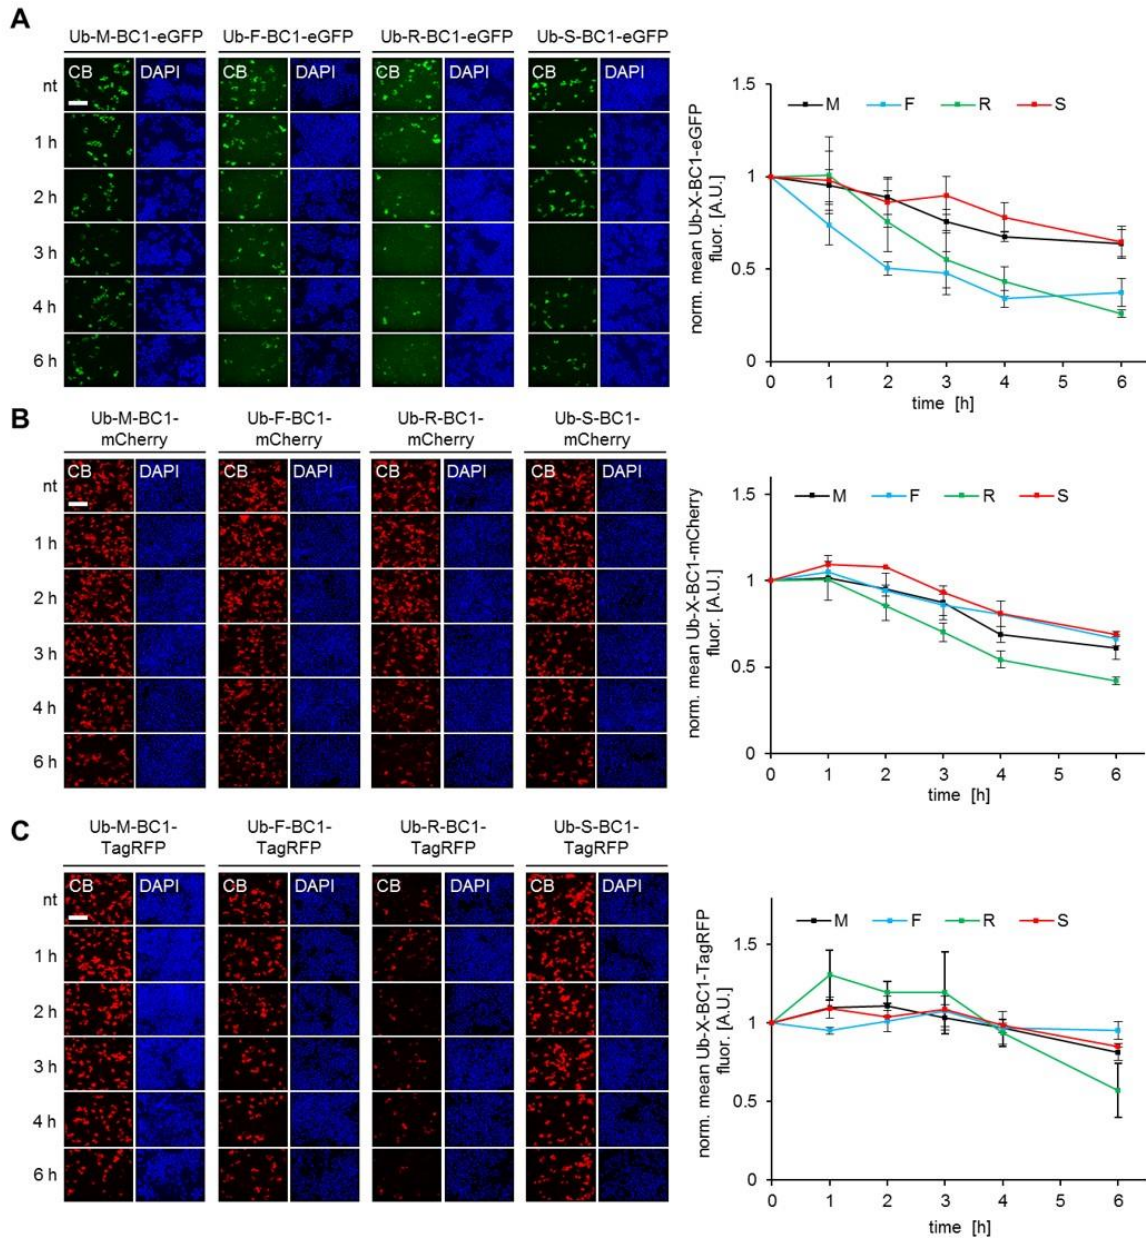 A
Ub-M-BC1-eGFP Ub-F-BC1-eGFP Ub-R-BC1-eGFP Ub-S-BC1-eGFP
CB DAPI CB DAPI CB DAPI CB DAPI
nt
1 h
2 h
3 h
4 h
6 h
norm. mean Ub-X-BC1-eGFP
fluor. [A.U.]
1.5
1
0.5
0
M F R S
0 1 2 3 4 5 6
time [h]
B
Ub-M-BC1- Ub-F-BC1- Ub-R-BC1- Ub-S-BC1-
mCherry mCherry mCherry mCherry
CB DAPI CB DAPI CB DAPI CB DAPI
nt
1 h
2 h
3 h
4 h
6 h
norm. mean Ub-X-BC1-mCherry
fluor. [A.U.]
1.5
1
0.5
0
M F R S
0 1 2 3 4 5 6
time [h]
C
Ub-M-BC1- Ub-F-BC1- Ub-R-BC1- Ub-S-BC1-
TagRFP TagRFP TagRFP TagRFP
CB DAPI CB DAPI CB DAPI CB DAPI
nt
1 h
2 h
3 h
4 h
6 h
norm. mean Ub-X-BC1-TagRFP
fluor. [A.U.]
1.5
1
0.5
0
M F R S
0 1 2 3 4 5 6
time [h]